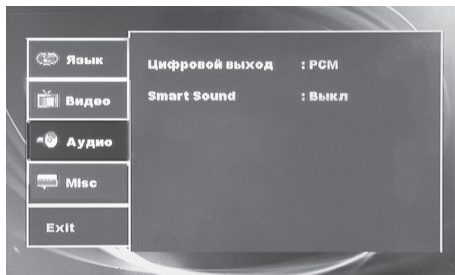 Язык
Видео
Аудио
Misc
Exit
Цифровой выход : PCM
Smart Sound : Выкл